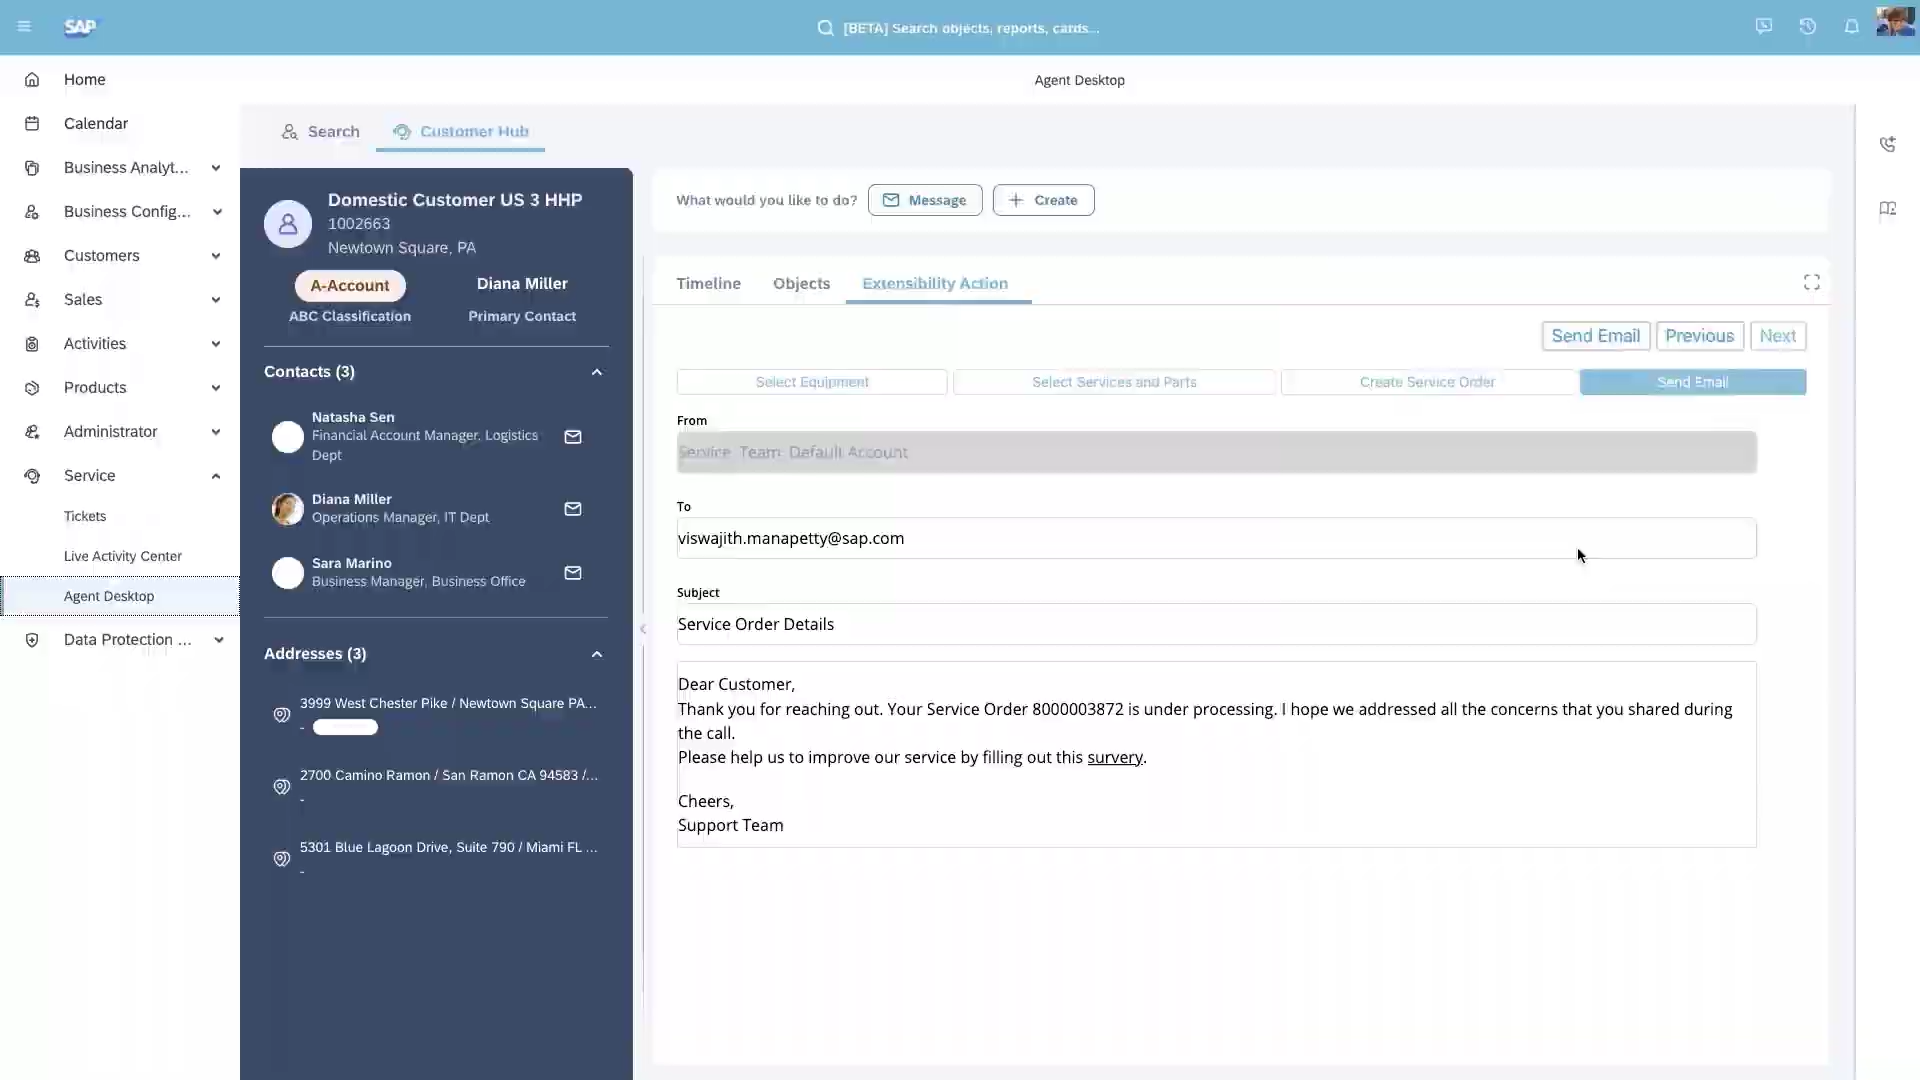 SAP
[BETA] Search objects, reports, cards...
Home
Calendar
Business Analyt...
Business Config...
Customers
Sales
Activities
Products
Administrator
Service
Tickets
Live Activity Center
Agent Desktop
Data Protection ...
Agent Desktop
Search
Customer Hub
Domestic Customer US 3 HHP
1002663
Newtown Square, PA
A-Account
ABC Classification
Diana Miller
Primary Contact
Contacts (3)
Natasha Sen
Financial Account Manager, Logistics
Dept
Diana Miller
Operations Manager, IT Dept
Sara Marino
Business Manager, Business Office
Addresses (3)
3999 West Chester Pike / Newtown Square PA...
-
2700 Camino Ramon / San Ramon CA 94583 /...
-
5301 Blue Lagoon Drive, Suite 790 / Miami FL ...
-
What would you like to do?
Message
Create
Timeline
Objects
Extensibility Action
Send Email
Previous
Next
Select Equipment
Select Services and Parts
Create Service Order
Send Email
From
Service Team Default Account
To
viswajith.manapetty@sap.com
Subject
Service Order Details
Dear Customer,
Thank you for reaching out. Your Service Order 8000003872 is under processing. I hope we addressed all the concerns that you shared during
the call.
Please help us to improve our service by filling out this survery.
Cheers,
Support Team